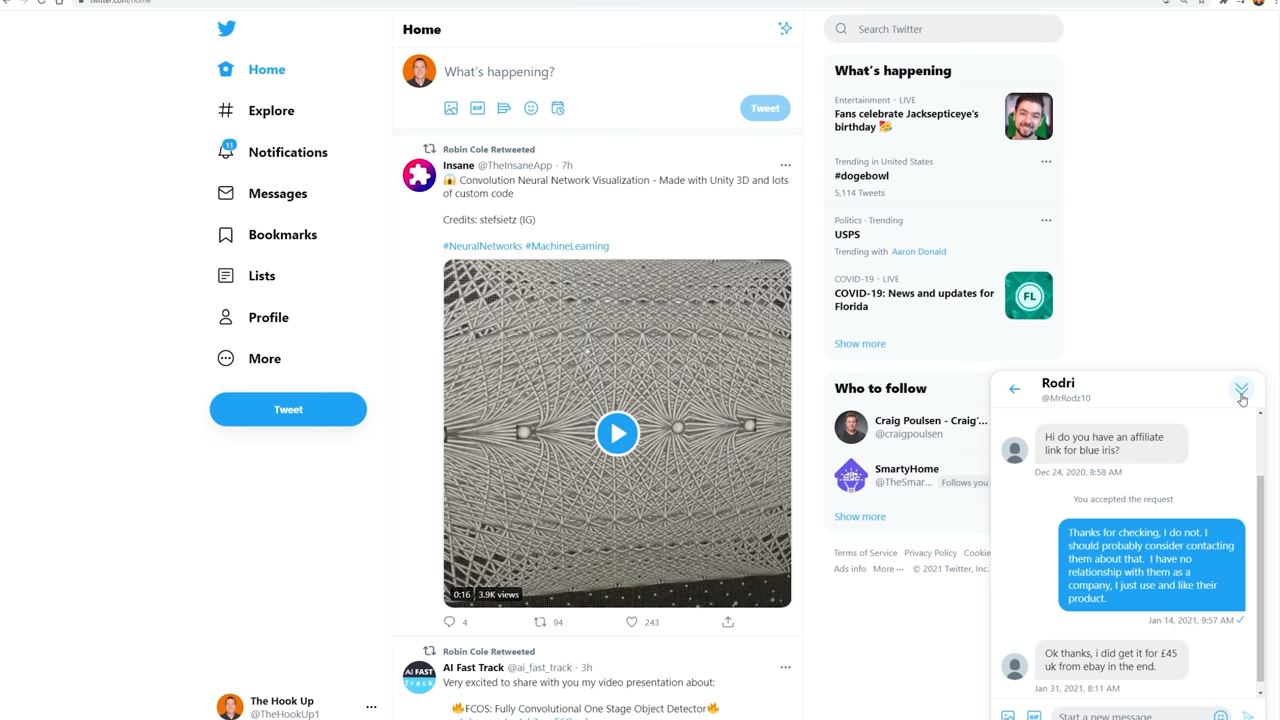 twitter.com/home
Home
Explore
11
Notifications
Messages
Bookmarks
Lists
Profile
More
Tweet
The Hook Up
@TheHookUp1
Home
What's happening?
GIF
Tweet
Robin Cole Retweeted
Insane @TheInsaneApp · 7h
😱 Convolution Neural Network Visualization - Made with Unity 3D and lots
of custom code
Credits: stefsietz (IG)
#NeuralNetworks #MachineLearning
0:16 3.9K views
4 94 243
Robin Cole Retweeted
AI FAST
Track
AI Fast Track @ai_fast_track · 3h
Very excited to share with you my video presentation about:
🔥FCOS: Fully Convolutional One Stage Object Detector🔥
Search Twitter
What's happening
Entertainment · LIVE
Fans celebrate Jacksepticeye's
birthday 🥳
Trending in United States
#dogebowl
5,114 Tweets
Politics · Trending
USPS
Trending with Aaron Donald
COVID-19 · LIVE
COVID-19: News and updates for
Florida
FL
Show more
Who to follow
Craig Poulsen - Craig'...
@craigpoulsen
SmartyHome
@TheSmar... Follows you
Show more
Terms of Service Privacy Policy Cookie
Ads info More ··· © 2021 Twitter, Inc.
Rodri
@MrRodz10
Hi do you have an affiliate
link for blue iris?
Dec 24, 2020, 8:58 AM
You accepted the request
Thanks for checking, I do not. I
should probably consider contacting
them about that. I have no
relationship with them as a
company, I just use and like their
product.
Jan 14, 2021, 9:57 AM ✓
Ok thanks, i did get it for £45
uk from ebay in the end.
Jan 31, 2021, 8:11 AM
GIF
Start a new message